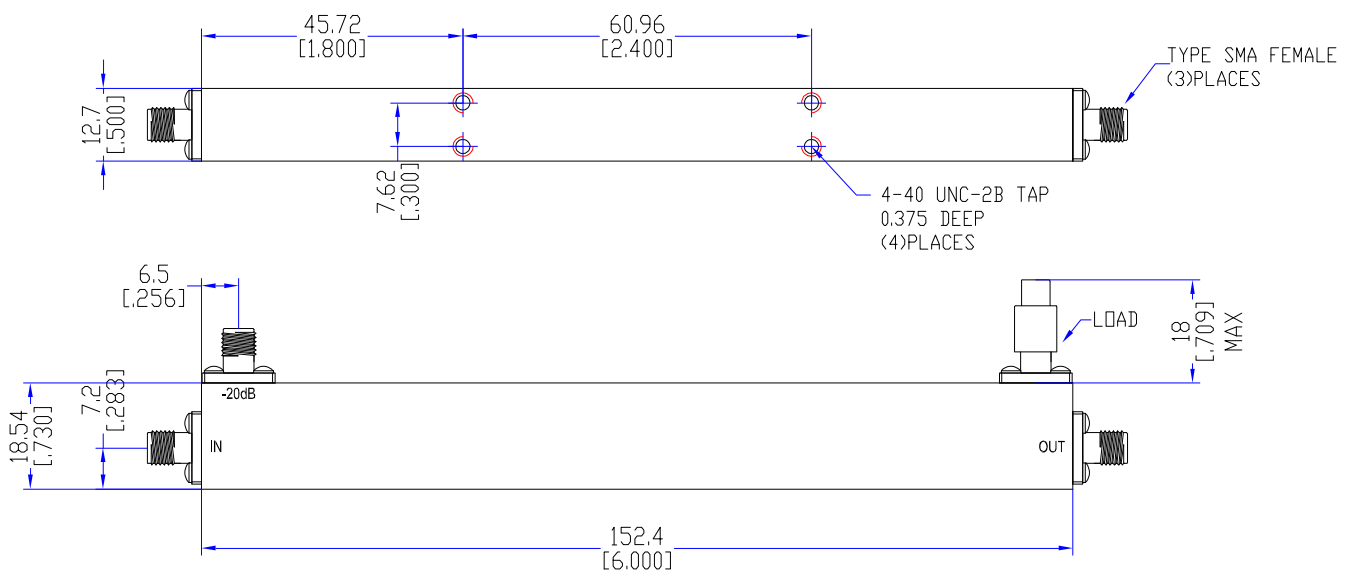 45.72
[1.800]
60.96
[2.400]
TYPE SMA FEMALE
(3)PLACES
12.7
[.500]
7.62
[.300]
4-40 UNC-2B TAP
0.375 DEEP
(4)PLACES
6.5
[.256]
LOAD
18
[.709]
MAX
-20dB
7.2
[.283]
18.54
[.730]
IN
OUT
152.4
[6.000]